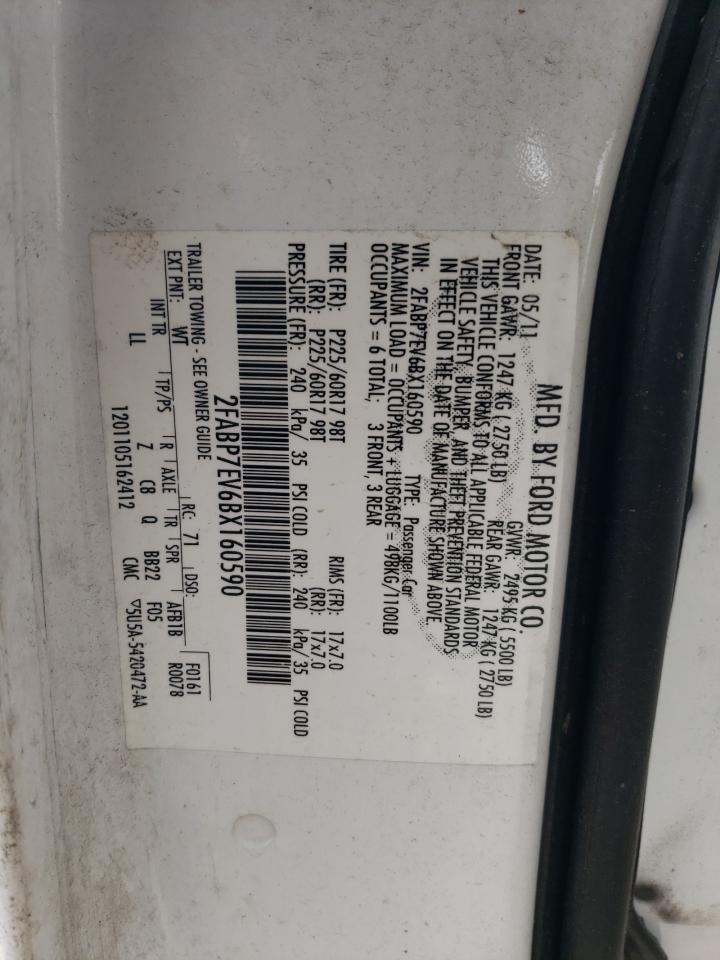 MFD. BY FORD MOTOR CO.
DATE: 05/11 GVWR: 2495 KG ( 5500 LB)
FRONT GAWR: 1247 KG ( 2750 LB) REAR GAWR: 1247 KG ( 2750 LB)
THIS VEHICLE CONFORMS TO ALL APPLICABLE FEDERAL MOTOR
VEHICLE SAFETY, BUMPER, AND THEFT PREVENTION STANDARDS
IN EFFECT ON THE DATE OF MANUFACTURE SHOWN ABOVE.
VIN: 2FABP7EV6BX160590 TYPE: Passenger Car
MAXIMUM LOAD = OCCUPANTS + LUGGAGE = 498KG/1100LB
OCCUPANTS = 6 TOTAL, 3 FRONT, 3 REAR
TIRE (FR): P225/60R17 98T RIMS (FR): 17x7.0
(RR): P225/60R17 98T (RR): 17x7.0
PRESSURE (FR): 240 kPa/ 35 PSI COLD (RR): 240 kPa/ 35 PSI COLD
2FABP7EV6BX160590
TRAILER TOWING - SEE OWNER GUIDE
RC: 71 DSO: F0161
EXT PNT: WT AFB1B R0078
INT TR TP/PS R AXLE TR SPR
LL Z CB Q BB22 F05
1201105162412 CMC ▽5U5A-5420472-AA